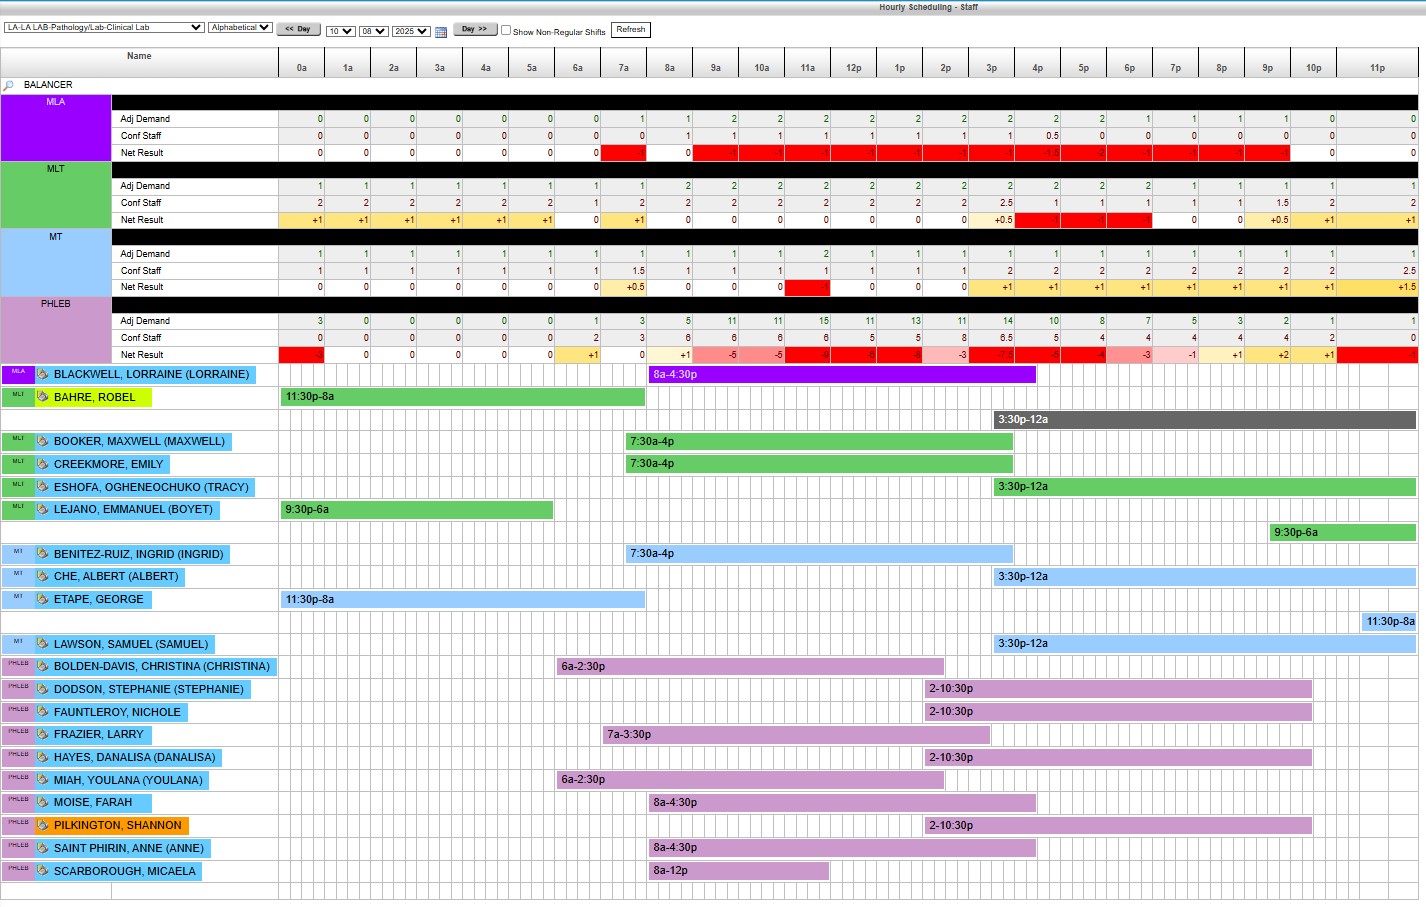 Hourly Scheduling - Staff
LA-LA LAB-Pathology/Lab-Clinical Lab Alphabetical << Day 10 08 2025 Day >> Show Non-Regular Shifts Refresh
Name 0a 1a 2a 3a 4a 5a 6a 7a 8a 9a 10a 11a 12p 1p 2p 3p 4p 5p 6p 7p 8p 9p 10p 11p
BALANCER
MLA
Adj Demand 0 0 0 0 0 0 0 1 1 2 2 2 2 2 2 2 2 2 1 1 1 1 0 0
Conf Staff 0 0 0 0 0 0 0 0 1 1 1 1 1 1 1 1 0.5 0 0 0 0 0 0 0
Net Result 0 0 0 0 0 0 0 -1 0 -1 -1 -1 -1 -1 -1 -1 -1.5 -2 -1 -1 -1 -1 0 0
MLT
Adj Demand 1 1 1 1 1 1 1 1 2 2 2 2 2 2 2 2 2 2 2 1 1 1 1 1
Conf Staff 2 2 2 2 2 2 1 2 2 2 2 2 2 2 2 2.5 1 1 1 1 1 1.5 2 2
Net Result +1 +1 +1 +1 +1 +1 0 +1 0 0 0 0 0 0 0 +0.5 -1 -1 -1 0 0 +0.5 +1 +1
MT
Adj Demand 1 1 1 1 1 1 1 1 1 1 1 2 1 1 1 1 1 1 1 1 1 1 1 1
Conf Staff 1 1 1 1 1 1 1 1.5 1 1 1 1 1 1 1 2 2 2 2 2 2 2 2 2.5
Net Result 0 0 0 0 0 0 0 +0.5 0 0 0 -1 0 0 0 +1 +1 +1 +1 +1 +1 +1 +1 +1.5
PHLEB
Adj Demand 3 0 0 0 0 0 1 3 5 11 11 15 11 13 11 14 10 8 7 5 3 2 1 1
Conf Staff 0 0 0 0 0 0 2 3 6 6 6 6 5 5 8 6.5 5 4 4 4 4 4 2 0
Net Result -3 0 0 0 0 0 +1 0 +1 -5 -5 -9 -6 -8 -3 -7.5 -5 -4 -3 -1 +1 +2 +1 -1
MLA BLACKWELL, LORRAINE (LORRAINE) 8a-4:30p
MLT BAHRE, ROBEL 11:30p-8a
3:30p-12a
MLT BOOKER, MAXWELL (MAXWELL) 7:30a-4p
MLT CREEKMORE, EMILY 7:30a-4p
MLT ESHOFA, OGHENEOCHUKO (TRACY) 3:30p-12a
MLT LEJANO, EMMANUEL (BOYET) 9:30p-6a
9:30p-6a
MT BENITEZ-RUIZ, INGRID (INGRID) 7:30a-4p
MT CHE, ALBERT (ALBERT) 3:30p-12a
MT ETAPE, GEORGE 11:30p-8a
11:30p-8a
MT LAWSON, SAMUEL (SAMUEL) 3:30p-12a
PHLEB BOLDEN-DAVIS, CHRISTINA (CHRISTINA) 6a-2:30p
PHLEB DODSON, STEPHANIE (STEPHANIE) 2-10:30p
PHLEB FAUNTLEROY, NICHOLE 2-10:30p
PHLEB FRAZIER, LARRY 7a-3:30p
PHLEB HAYES, DANALISA (DANALISA) 2-10:30p
PHLEB MIAH, YOULANA (YOULANA) 6a-2:30p
PHLEB MOISE, FARAH 8a-4:30p
PHLEB PILKINGTON, SHANNON 2-10:30p
PHLEB SAINT PHIRIN, ANNE (ANNE) 8a-4:30p
PHLEB SCARBOROUGH, MICAELA 8a-12p